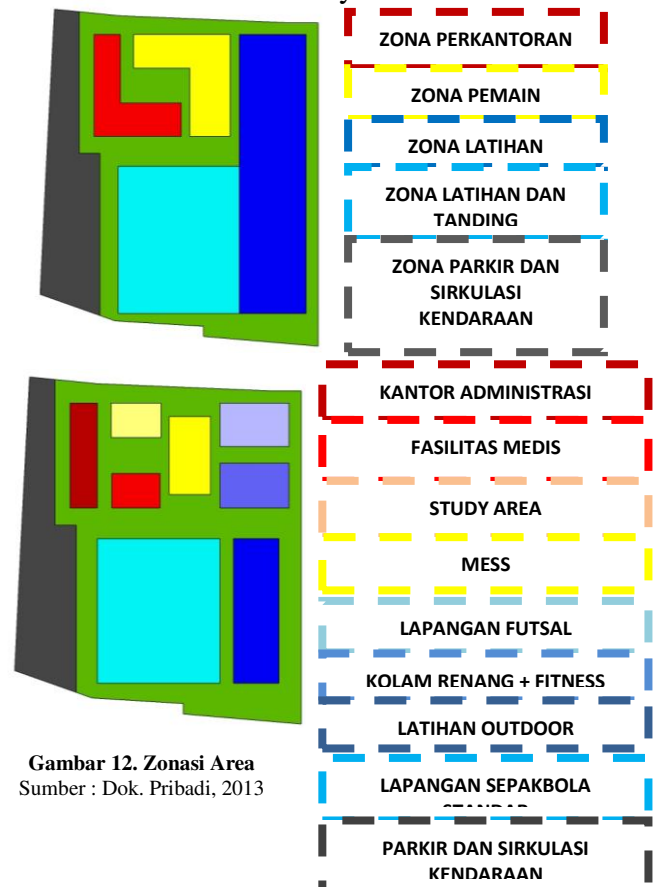 ZONA PERKANTORAN
ZONA PEMAIN
ZONA LATIHAN
ZONA LATIHAN DAN
TANDING
ZONA PARKIR DAN
SIRKULASI
KENDARAAN
KANTOR ADMINISTRASI
FASILITAS MEDIS
STUDY AREA
MESS
LAPANGAN FUTSAL
KOLAM RENANG + FITNESS
LATIHAN OUTDOOR
LAPANGAN SEPAKBOLA
STANDAR
PARKIR DAN SIRKULASI
KENDARAAN
Gambar 12. Zonasi Area
Sumber : Dok. Pribadi, 2013